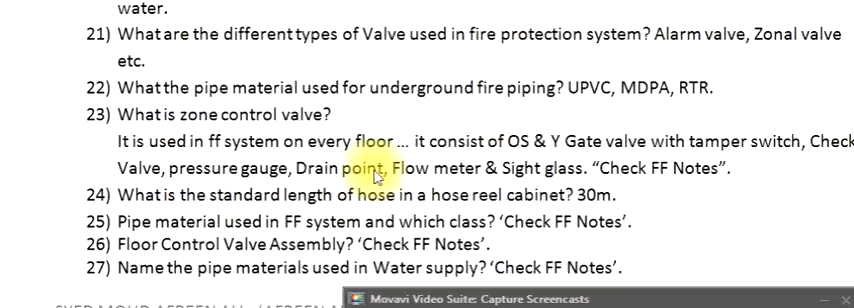 water.
21) What are the different types of Valve used in fire protection system? Alarm valve, Zonal valve
etc.
22) What the pipe material used for underground fire piping? UPVC, MDPA, RTR.
23) What is zone control valve?
It is used in ff system on every floor... it consist of OS & Y Gate valve with tamper switch, Check
Valve, pressure gauge, Drain point, Flow meter & Sight glass. “Check FF Notes”.
24) What is the standard length of hose in a hose reel cabinet? 30m.
25) Pipe material used in FF system and which class? ‘Check FF Notes’.
26) Floor Control Valve Assembly? ‘Check FF Notes’.
27) Name the pipe materials used in Water supply? ‘Check FF Notes’.
Movavi Video Suite: Capture Screencasts